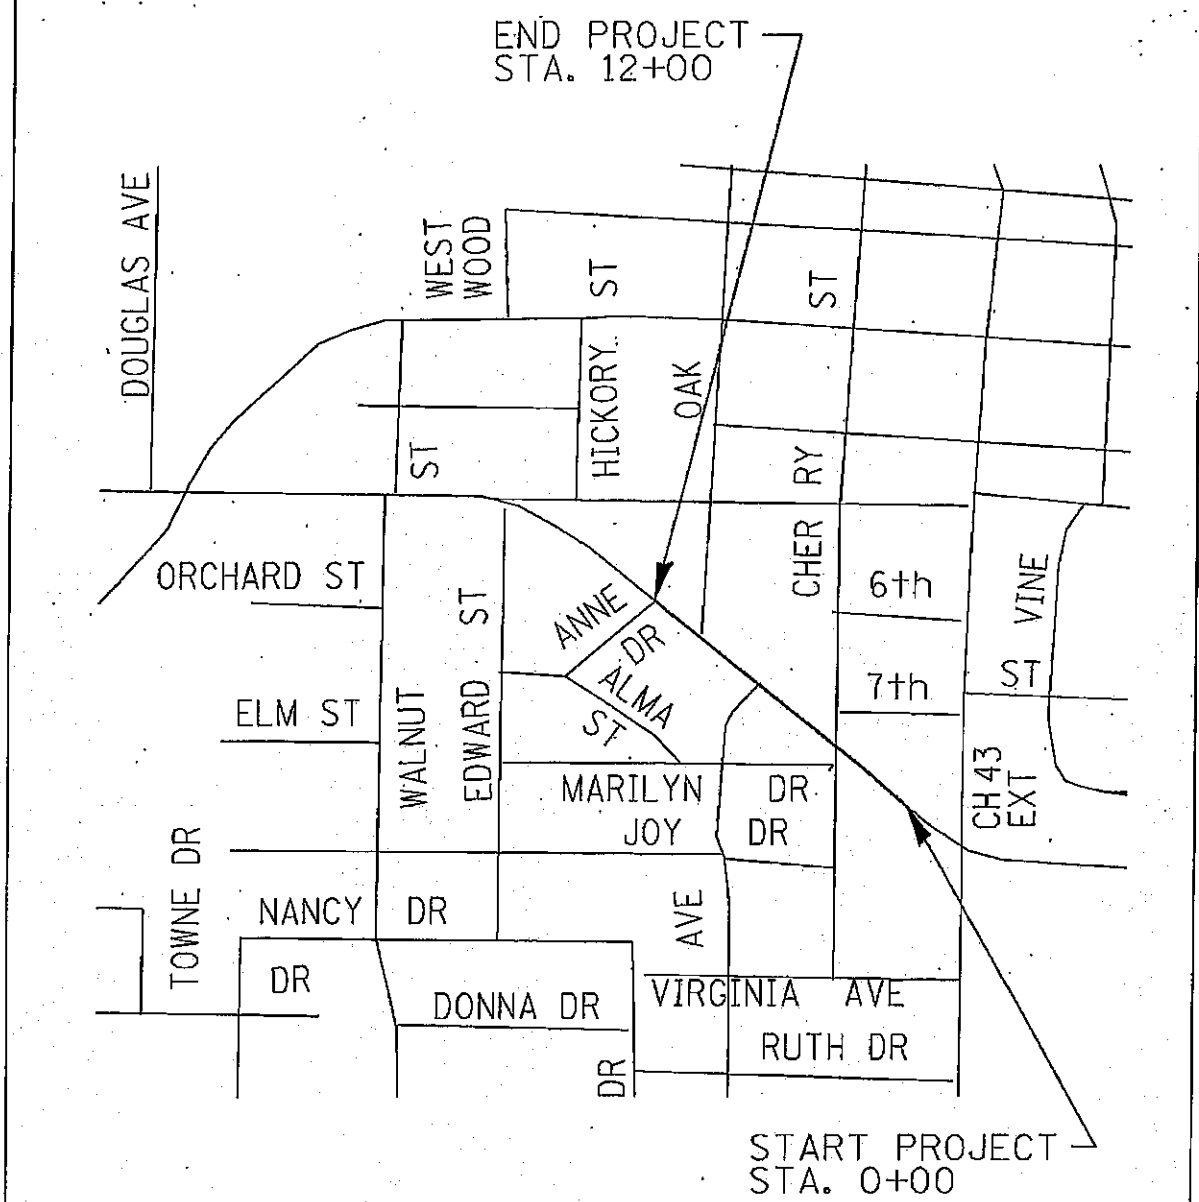 END PROJECT
STA. 12+00
DOUGLAS AVE
WEST
WOOD
ST
ST
HICKORY
OAK
ST
CHER RY
ORCHARD ST
6th
VINE
ANNE
DR
ST
EDWARD
7th
ST
ALMA
ST
ELM ST
WALNUT
MARILYN DR
JOY DR
CH 43
EXT
TOWNE DR
NANCY DR
AVE
DR
DONNA DR
VIRGINIA AVE
RUTH DR
DR
START PROJECT
STA. 0+00